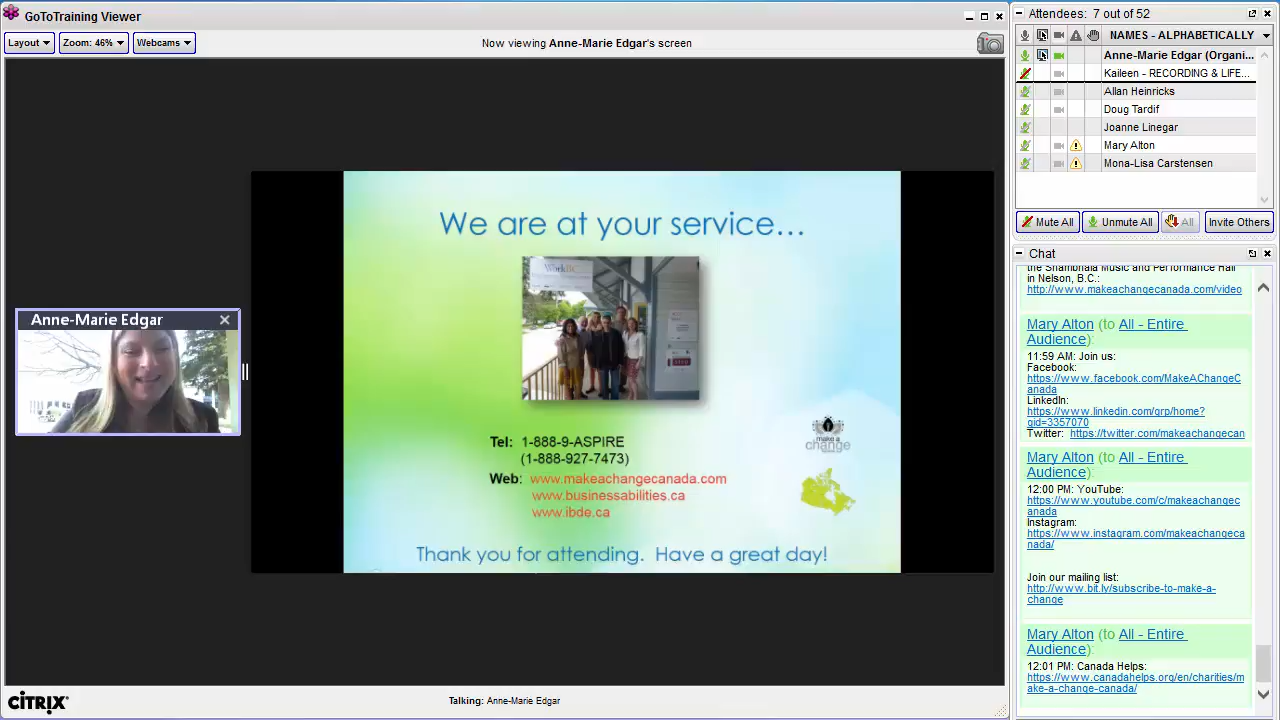 GoToTraining Viewer
Layout
Zoom: 46%
Webcams
Now viewing Anne-Marie Edgar's screen
Anne-Marie Edgar
We are at your service...
WorkBC
Tel: 1-888-9-ASPIRE
(1-888-927-7473)
Web: www.makeachangecanada.com
www.businessabilities.ca
www.ibde.ca
make a
change
Thank you for attending. Have a great day!
CİTRIX®
Talking: Anne-Marie Edgar
Attendees: 7 out of 52
NAMES - ALPHABETICALLY
Anne-Marie Edgar (Organi...
Kaileen - RECORDING & LIFE...
Allan Heinricks
Doug Tardif
Joanne Linegar
Mary Alton
Mona-Lisa Carstensen
Mute All
Unmute All
All
Invite Others
Chat
the Shambhala Music and Performance Hall
in Nelson, B.C.:
http://www.makeachangecanada.com/video
Mary Alton (to All - Entire
Audience):
11:59 AM: Join us:
Facebook:
https://www.facebook.com/MakeAChangeC
anada
LinkedIn:
https://www.linkedin.com/grp/home?
gid=3357070
Twitter: https://twitter.com/makeachangecan
Mary Alton (to All - Entire
Audience):
12:00 PM: YouTube:
https://www.youtube.com/c/makeachangec
anada
Instagram:
https://www.instagram.com/makeachangeca
nada/
Join our mailing list:
http://www.bit.ly/subscribe-to-make-a-
change
Mary Alton (to All - Entire
Audience):
12:01 PM: Canada Helps:
https://www.canadahelps.org/en/charities/m
ake-a-change-canada/